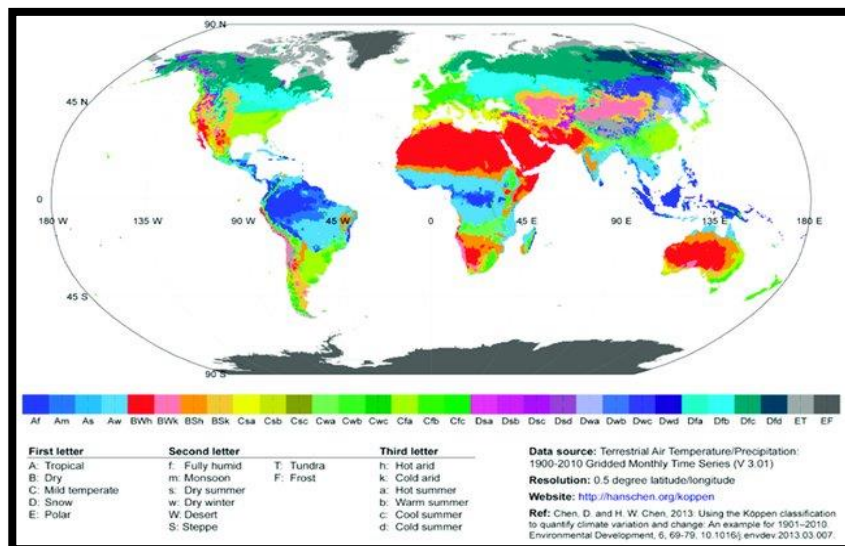 90 N
45 N
0
180 W 135 W 90 W 45 W 0 45 E 90 E 135 E 180 E
45 S
90 S
Af Am As Aw BWh BWk BSh BSk Csa Csb Csc Cwa Cwb Cwc Cfa Cfb Cfc Dsa Dsb Dsc Dsd Dwa Dwb Dwc Dwd Dfa Dfb Dfc Dfd ET EF
First letter
A: Tropical
B: Dry
C: Mild temperate
D: Snow
E: Polar
Second letter
f: Fully humid
m: Monsoon
s: Dry summer
w: Dry winter
W: Desert
S: Steppe
T: Tundra
F: Frost
Third letter
h: Hot arid
k: Cold arid
a: Hot summer
b: Warm summer
c: Cool summer
d: Cold summer
Data source: Terrestrial Air Temperature/Precipitation:
1900-2010 Gridded Monthly Time Series (V 3.01)
Resolution: 0.5 degree latitude/longitude
Website: http://hanschen.org/koppen
Ref: Chen, D. and H. W. Chen, 2013: Using the Köppen classification
to quantify climate variation and change: An example for 1901–2010.
Environmental Development, 6, 69-79, 10.1016/j.envdev.2013.03.007.